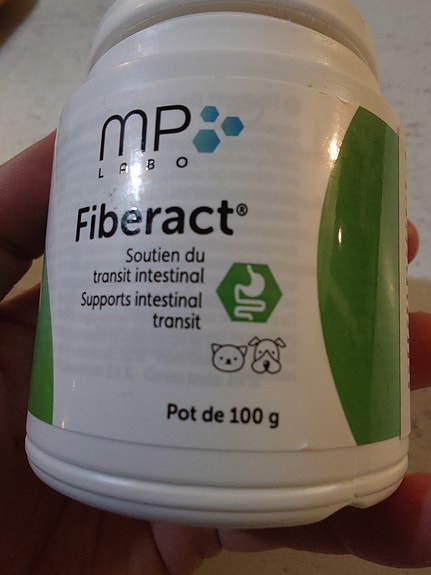 MP
LABO
Fiberact®
Soutien du
transit intestinal
Supports intestinal
transit
Pot de 100 g